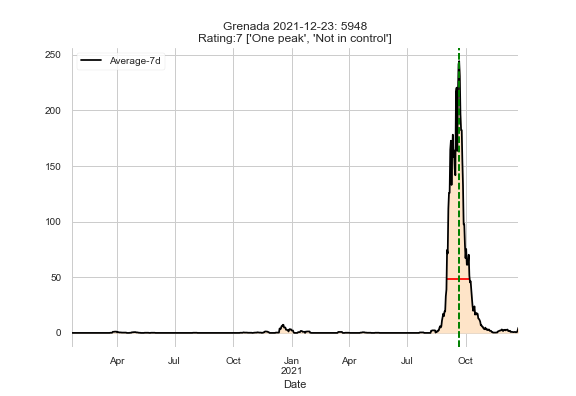 Grenada 2021-12-23: 5948
Rating:7 ['One peak', 'Not in control']
Average-7d
250
200
150
100
50
0
Apr Jul Oct Jan Apr Jul Oct
2021
Date